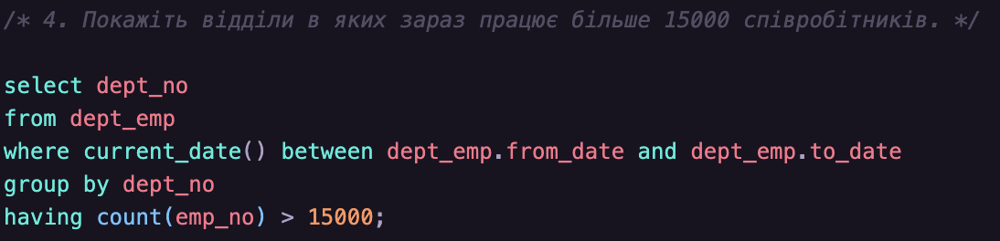 /* 4. Покажіть відділи в яких зараз працює більше 15000 співробітників. */
select dept_no
from dept_emp
where current_date() between dept_emp.from_date and dept_emp.to_date
group by dept_no
having count(emp_no) > 15000;